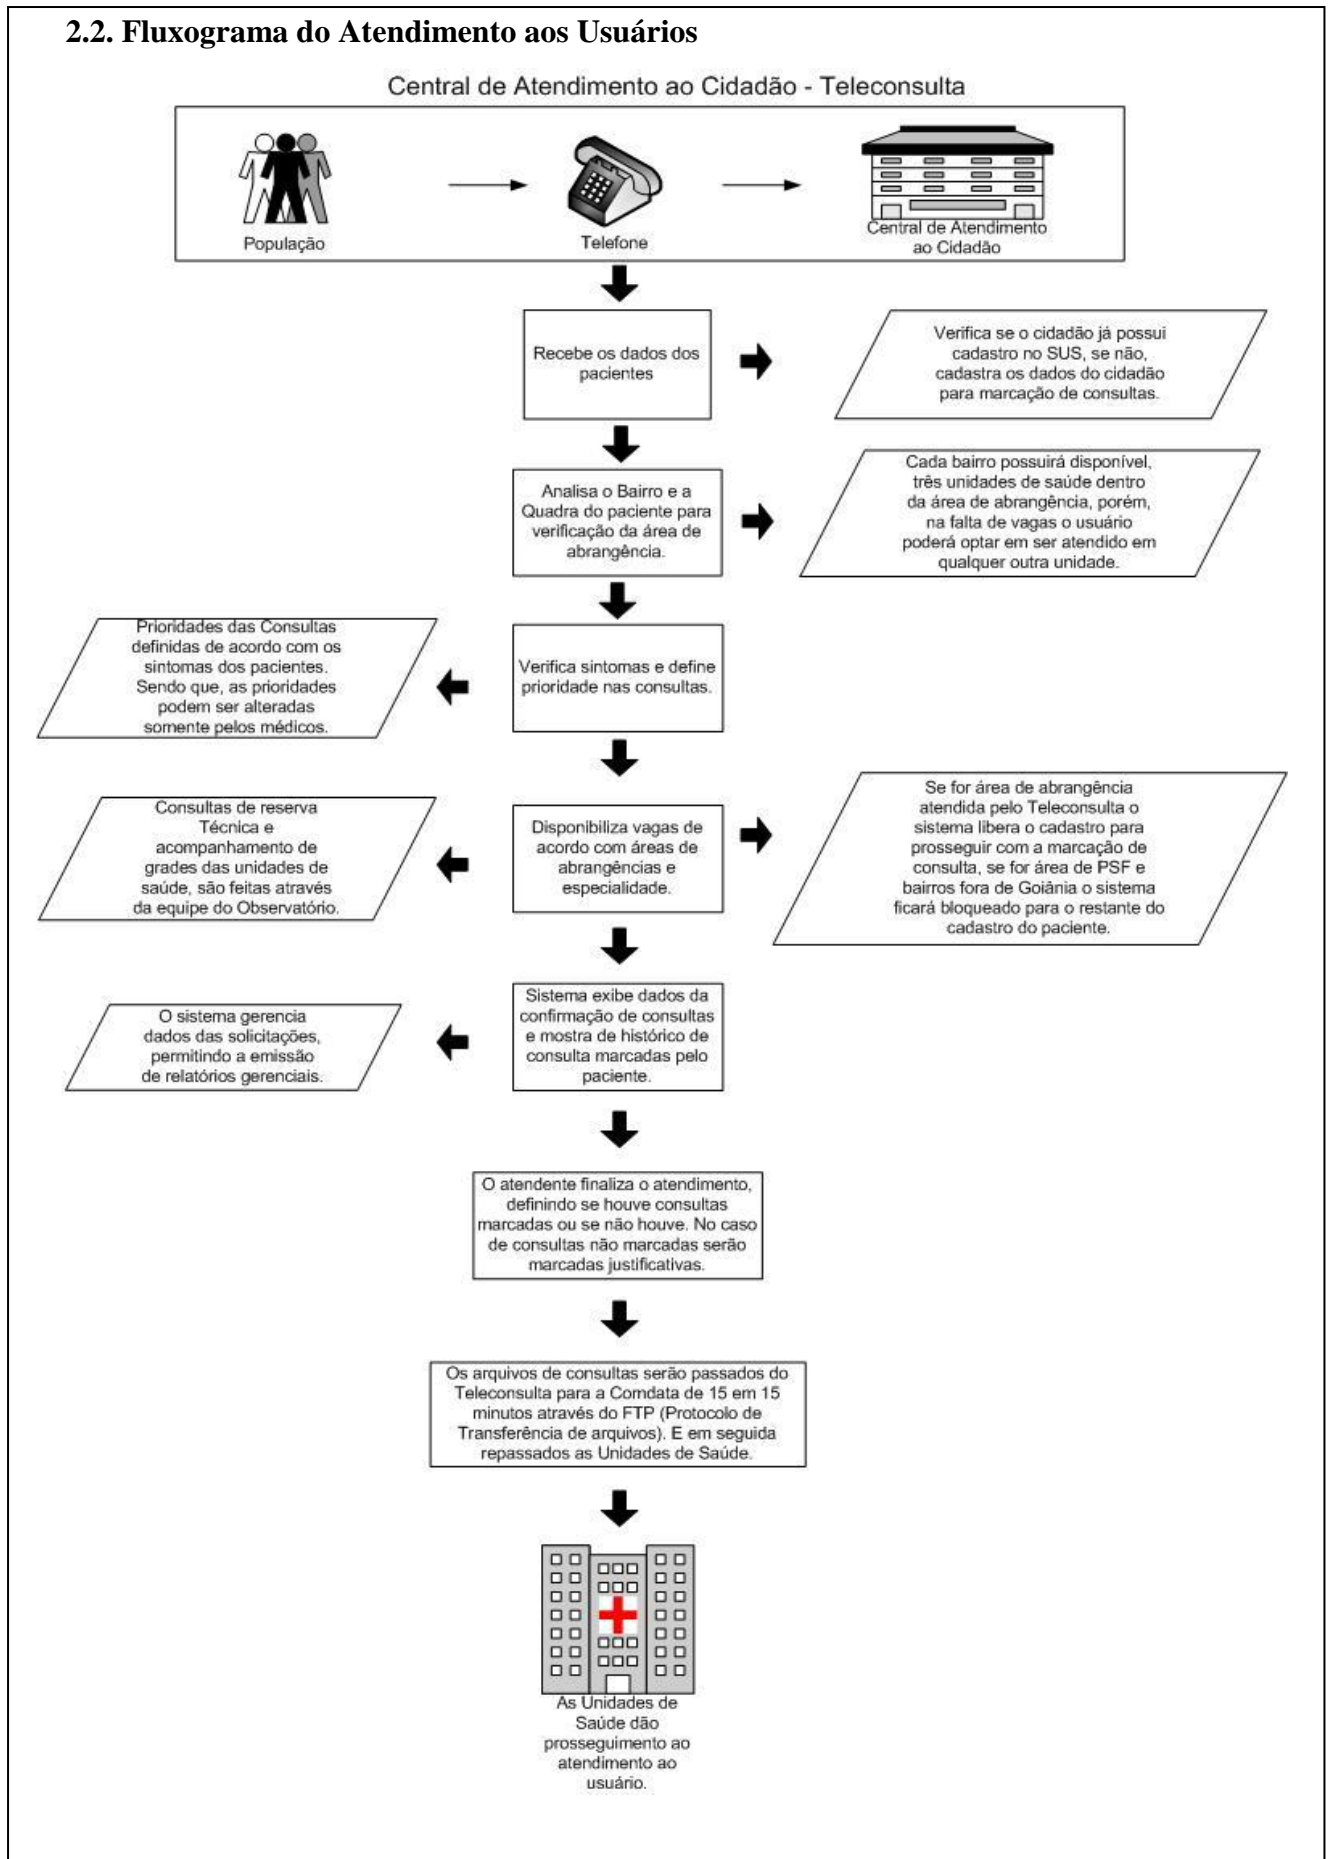 2.2. Fluxograma do Atendimento aos Usuários
Central de Atendimento ao Cidadão - Teleconsulta
População
Telefone
Central de Atendimento
ao Cidadão
Recebe os dados dos
pacientes
Verifica se o cidadão já possui
cadastro no SUS, se não,
cadastra os dados do cidadão
para marcação de consultas.
Analisa o Bairro e a
Quadra do paciente para
verificação da área de
abrangência.
Cada bairro possuirá disponível,
três unidades de saúde dentro
da área de abrangência, porém,
na falta de vagas o usuário
poderá optar em ser atendido em
qualquer outra unidade.
Prioridades das Consultas
definidas de acordo com os
sintomas dos pacientes.
Sendo que, as prioridades
podem ser alteradas
somente pelos médicos.
Verifica sintomas e define
prioridade nas consultas.
Consultas de reserva
Técnica e
acompanhamento de
grades das unidades de
saúde, são feitas através
da equipe do Observatório.
Disponibiliza vagas de
acordo com áreas de
abrangências e
especialidade.
Se for área de abrangência
atendida pelo Teleconsulta o
sistema libera o cadastro para
prosseguir com a marcação de
consulta, se for área de PSF e
bairros fora de Goiânia o sistema
ficará bloqueado para o restante do
cadastro do paciente.
O sistema gerencia
dados das solicitações,
permitindo a emissão
de relatórios gerenciais.
Sistema exibe dados da
confirmação de consultas
e mostra de histórico de
consulta marcadas pelo
paciente.
O atendente finaliza o atendimento,
definindo se houve consultas
marcadas ou se não houve. No caso
de consultas não marcadas serão
marcadas justificativas.
Os arquivos de consultas serão passados do
Teleconsulta para a Comdata de 15 em 15
minutos através do FTP (Protocolo de
Transferência de arquivos). E em seguida
repassados as Unidades de Saúde.
As Unidades de
Saúde dão
prosseguimento ao
atendimento ao
usuário.